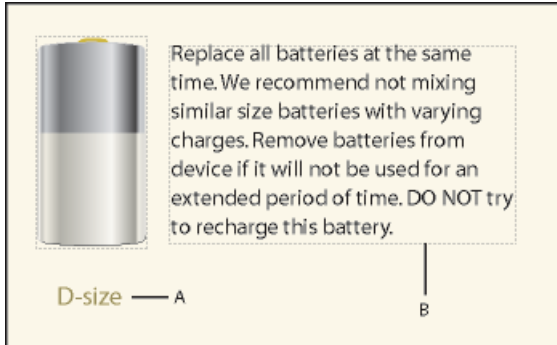 Replace all batteries at the same
time. We recommend not mixing
similar size batteries with varying
charges. Remove batteries from
device if it will not be used for an
extended period of time. DO NOT try
to recharge this battery.
D-size
A
B